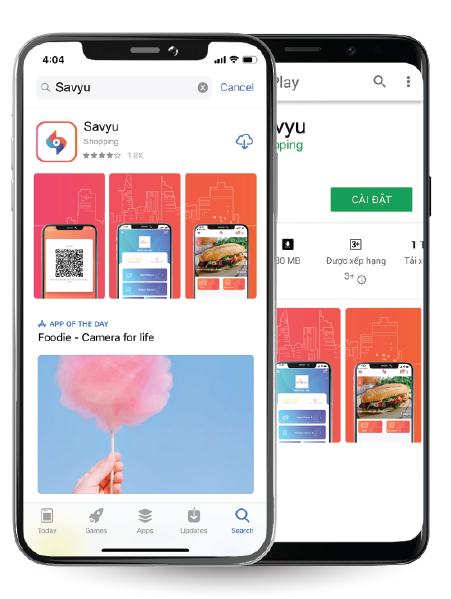 4:04
Savyu
Cancel
Savyu
Shopping
1.8K
APP OF THE DAY
Foodie - Camera for life
Today
Games
Apps
Updates
Search
Play
vyu
pping
CÀI ĐẶT
30 MB
3+
Được xếp hạng
3+
1 T
Tải x